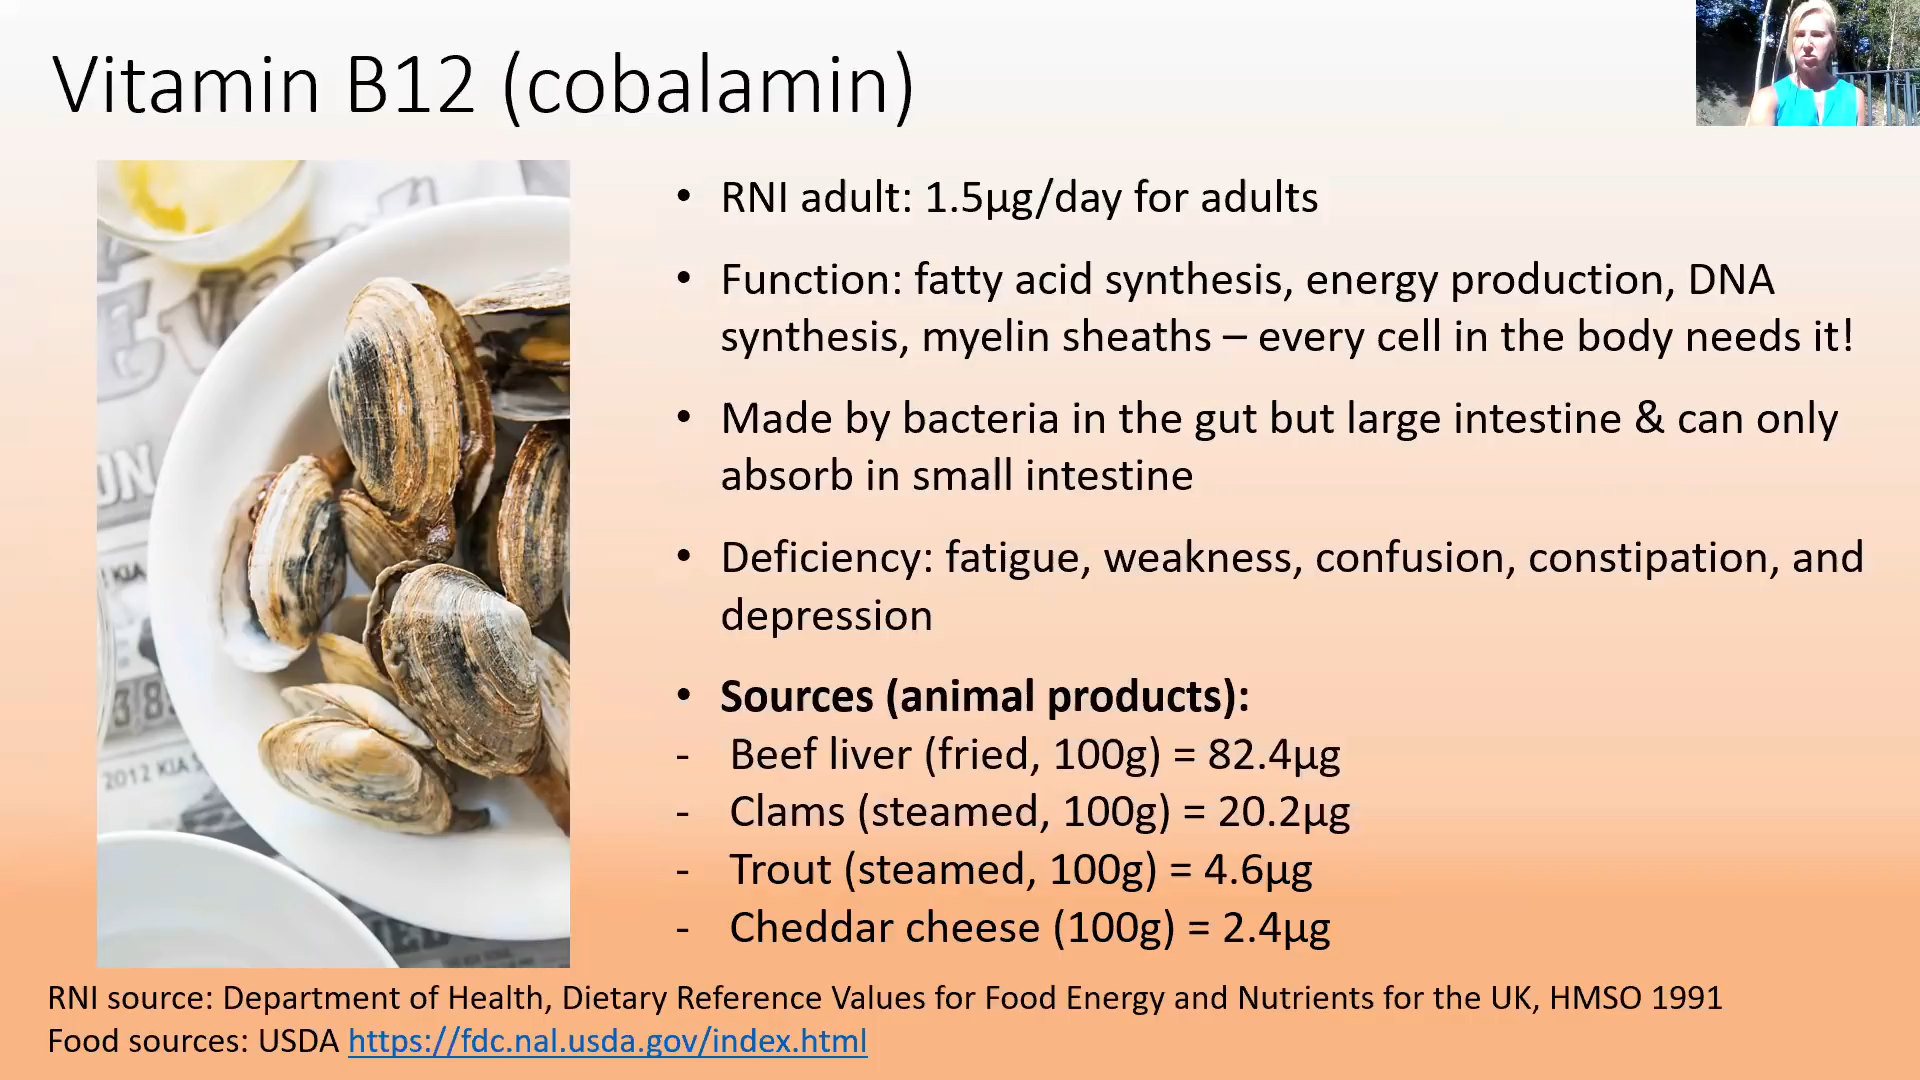 Vitamin B12 (cobalamin)
• RNI adult: 1.5µg/day for adults
• Function: fatty acid synthesis, energy production, DNA
synthesis, myelin sheaths – every cell in the body needs it!
• Made by bacteria in the gut but large intestine & can only
absorb in small intestine
• Deficiency: fatigue, weakness, confusion, constipation, and
depression
• Sources (animal products):
- Beef liver (fried, 100g) = 82.4µg
- Clams (steamed, 100g) = 20.2µg
- Trout (steamed, 100g) = 4.6µg
- Cheddar cheese (100g) = 2.4µg
2012 KIA
RNI source: Department of Health, Dietary Reference Values for Food Energy and Nutrients for the UK, HMSO 1991
Food sources: USDA https://fdc.nal.usda.gov/index.html